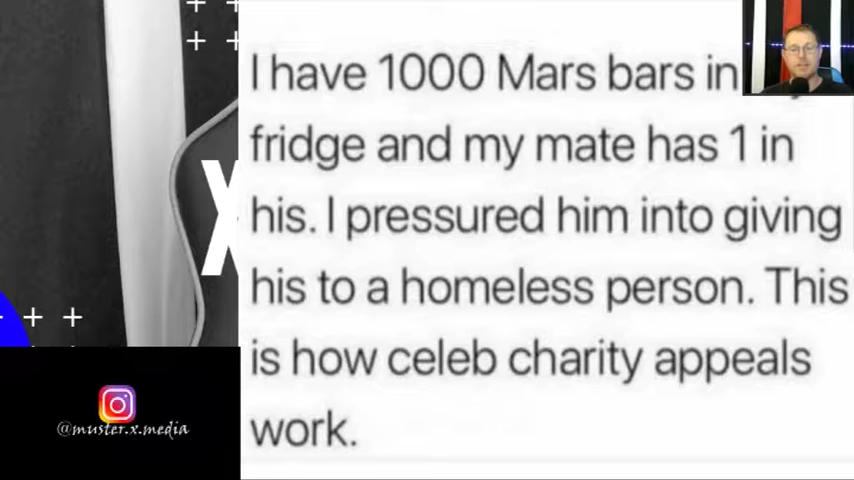 I have 1000 Mars bars in
fridge and my mate has 1 in
his. I pressured him into giving
his to a homeless person. This
is how celeb charity appeals
work.
X
@muster.x.media